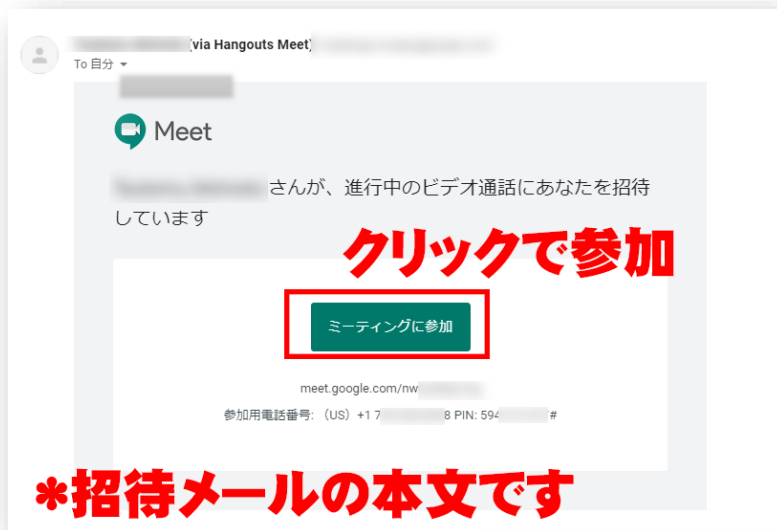 (via Hangouts Meet)
To 自分
Meet
さんが、進行中のビデオ通話にあなたを招待
しています
クリックで参加
ミーティングに参加
meet.google.com/nw
参加用電話番号: (US) +1 7 8 PIN: 594 #
*招待メールの本文です